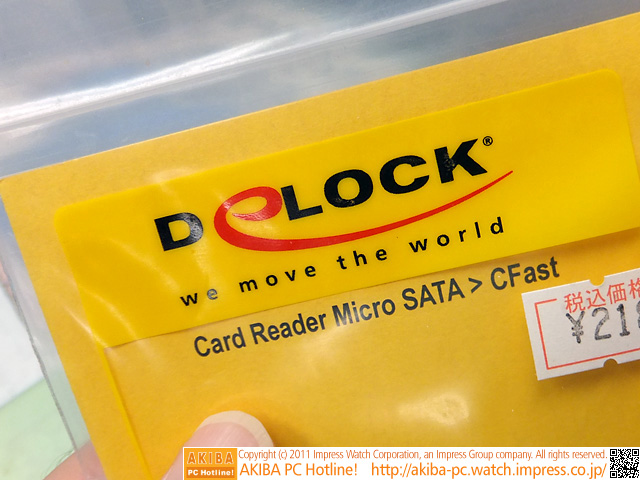 DeLOCK®
we move the world
Card Reader Micro SATA > CFast
税込価格
¥218
AKIBA
PC Hotline!
Copyright (c) 2011 Impress Watch Corporation, an Impress Group company. All rights reserved.
AKIBA PC Hotline! http://akiba-pc.watch.impress.co.jp/